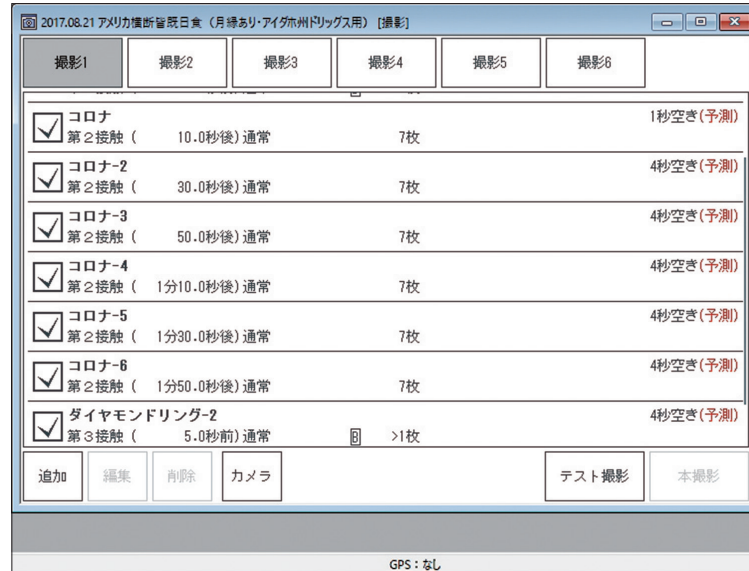 2017.08.21 アメリカ横断皆既日食 (月縁あり・アイダホ州ドリッグス用) [撮影]
撮影1 撮影2 撮影3 撮影4 撮影5 撮影6
コロナ 1秒空き(予測)
第2接触 ( 10.0秒後) 通常 7枚
コロナ-2 4秒空き(予測)
第2接触 ( 30.0秒後) 通常 7枚
コロナ-3 4秒空き(予測)
第2接触 ( 50.0秒後) 通常 7枚
コロナ-4 4秒空き(予測)
第2接触 ( 1分10.0秒後) 通常 7枚
コロナ-5 4秒空き(予測)
第2接触 ( 1分30.0秒後) 通常 7枚
コロナ-6 4秒空き(予測)
第2接触 ( 1分50.0秒後) 通常 7枚
ダイヤモンドリング-2 4秒空き(予測)
第3接触 ( 5.0秒前) 通常 B >1枚
追加 編集 削除 カメラ テスト撮影 本撮影
GPS : なし